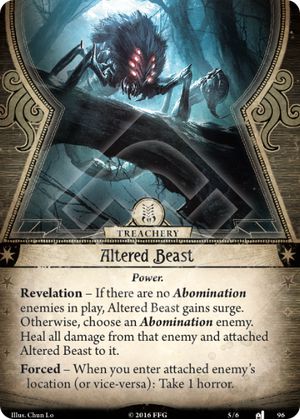 TREACHERY
Altered Beast
Power.
Revelation – If there are no Abomination
enemies in play, Altered Beast gains surge.
Otherwise, choose an Abomination enemy.
Heal all damage from that enemy and attached
Altered Beast to it.
Forced – When you enter attached enemy's
location (or vice-versa): Take 1 horror.
Illus. Chun Lo
© 2016 FFG
5/6
96